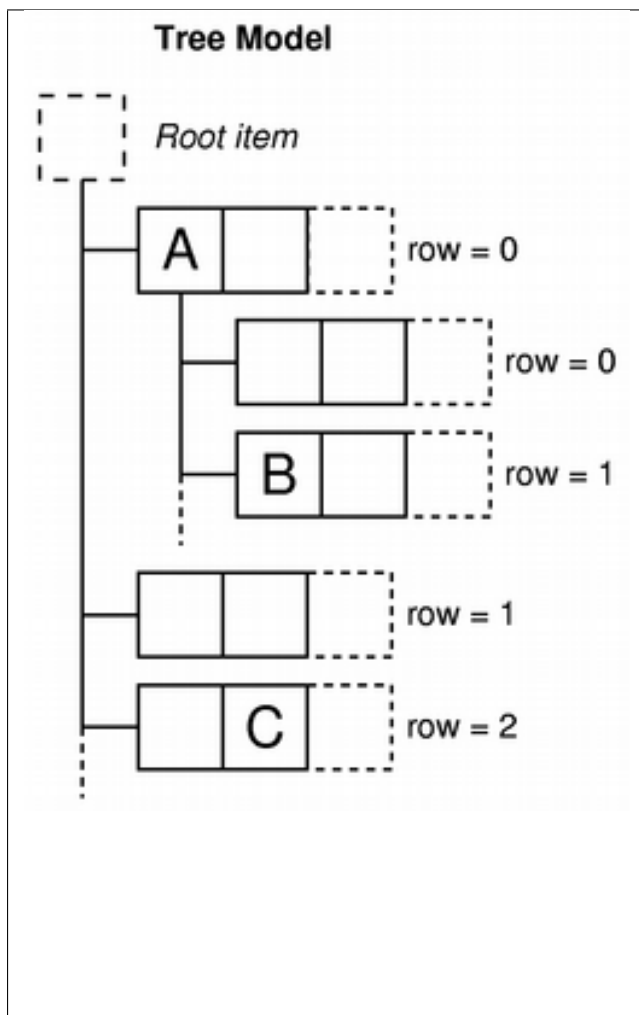 Tree Model
Root item
A row = 0
row = 0
B row = 1
row = 1
C row = 2